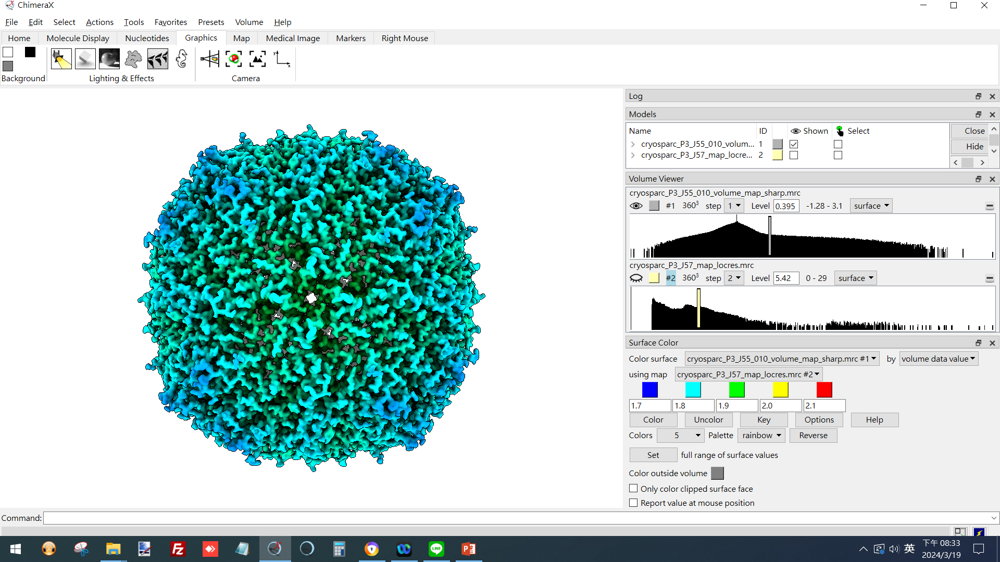 ChimeraX
File Edit Select Actions Tools Favorites Presets Volume Help
Home Molecule Display Nucleotides Graphics Map Medical Image Markers Right Mouse
y
x
Background Lighting & Effects Camera
Log
Models
Name ID Shown Select
Close
cryosparc_P3_J55_010_volum... 1
Hide
cryosparc_P3_J57_map_locre... 2
Volume Viewer
cryosparc_P3_J55_010_volume_map_sharp.mrc
#1 360³ step 1 Level 0.395 -1.28 - 3.1 surface
cryosparc_P3_J57_map_locres.mrc
#2 360³ step 2 Level 5.42 0 - 29 surface
Surface Color
Color surface cryosparc_P3_J55_010_volume_map_sharp.mrc #1 by volume data value
using map cryosparc_P3_J57_map_locres.mrc #2
1.7 1.8 1.9 2.0 2.1
Color Uncolor Key Options Help
Colors 5 Palette rainbow Reverse
Set full range of surface values
Color outside volume
Only color clipped surface face
Report value at mouse position
Command:
Fz
LINE
P
英
下午 08:33
2024/3/19